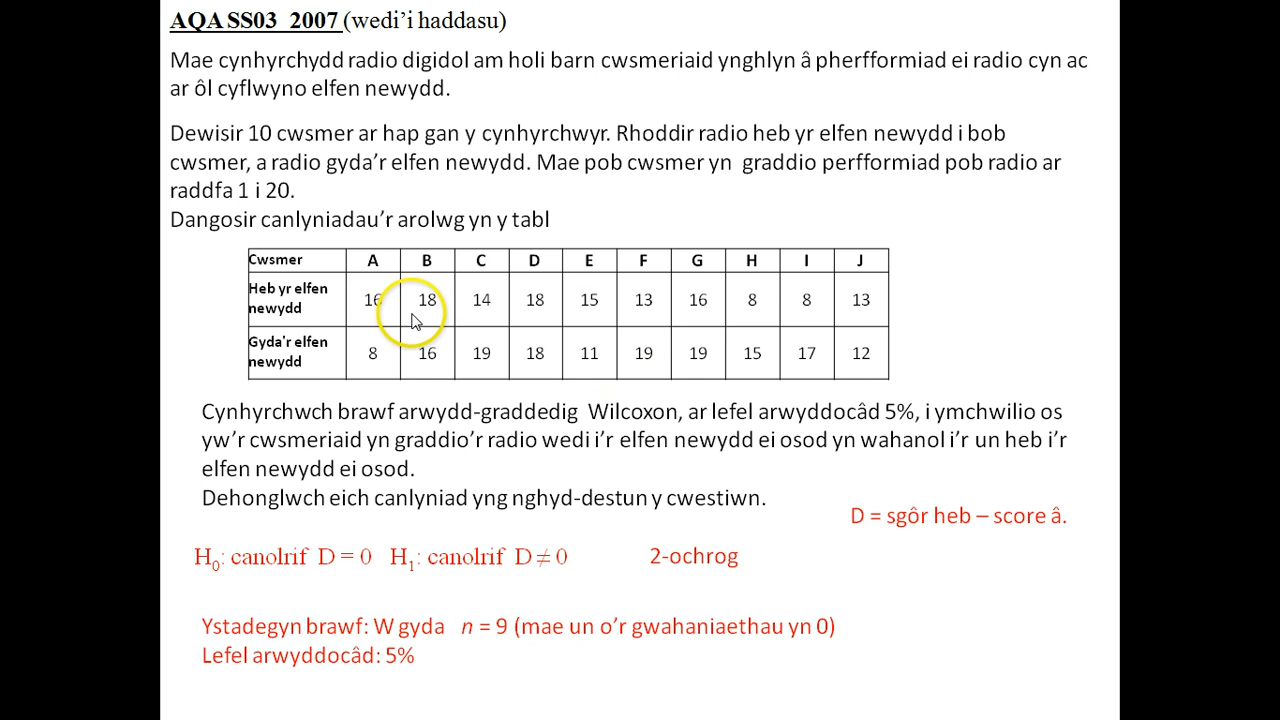 AQA SS03 2007 (wedi’i haddasu)
Mae cynhyrchydd radio digidol am holi barn cwsmeriaid ynghlyn â pherfformiad ei radio cyn ac
ar ôl cyflwyno elfen newydd.
Dewisir 10 cwsmer ar hap gan y cynhyrchwyr. Rhoddir radio heb yr elfen newydd i bob
cwsmer, a radio gyda’r elfen newydd. Mae pob cwsmer yn graddio perfformiad pob radio ar
raddfa 1 i 20.
Dangosir canlyniadau’r arolwg yn y tabl
Cwsmer A B C D E F G H I J
Heb yr elfen
newydd 16 18 14 18 15 13 16 8 8 13
Gyda'r elfen
newydd 8 16 19 18 11 19 19 15 17 12
Cynhyrchwch brawf arwydd-graddedig Wilcoxon, ar lefel arwyddocâd 5%, i ymchwilio os
yw’r cwsmeriaid yn graddio’r radio wedi i’r elfen newydd ei osod yn wahanol i’r un heb i’r
elfen newydd ei osod.
Dehonglwch eich canlyniad yng nghyd-destun y cwestiwn.
D = sgôr heb – score â.
H₀: canolrif D = 0 H₁: canolrif D ≠ 0 2-ochrog
Ystadegyn brawf: W gyda n = 9 (mae un o’r gwahaniaethau yn 0)
Lefel arwyddocâd: 5%